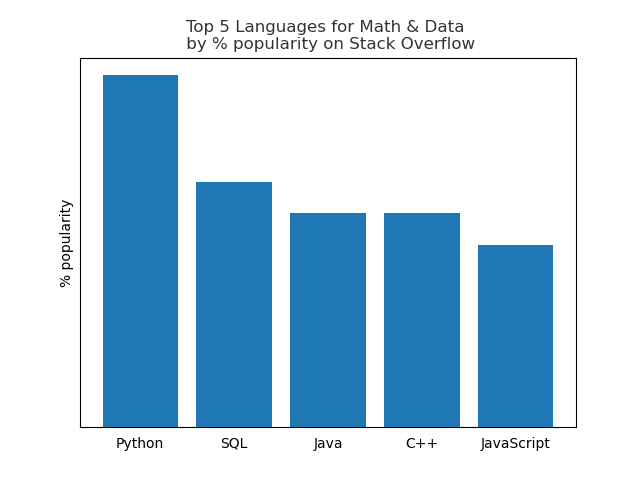 Top 5 Languages for Math & Data
by % popularity on Stack Overflow
% popularity
Python
SQL
Java
C++
JavaScript